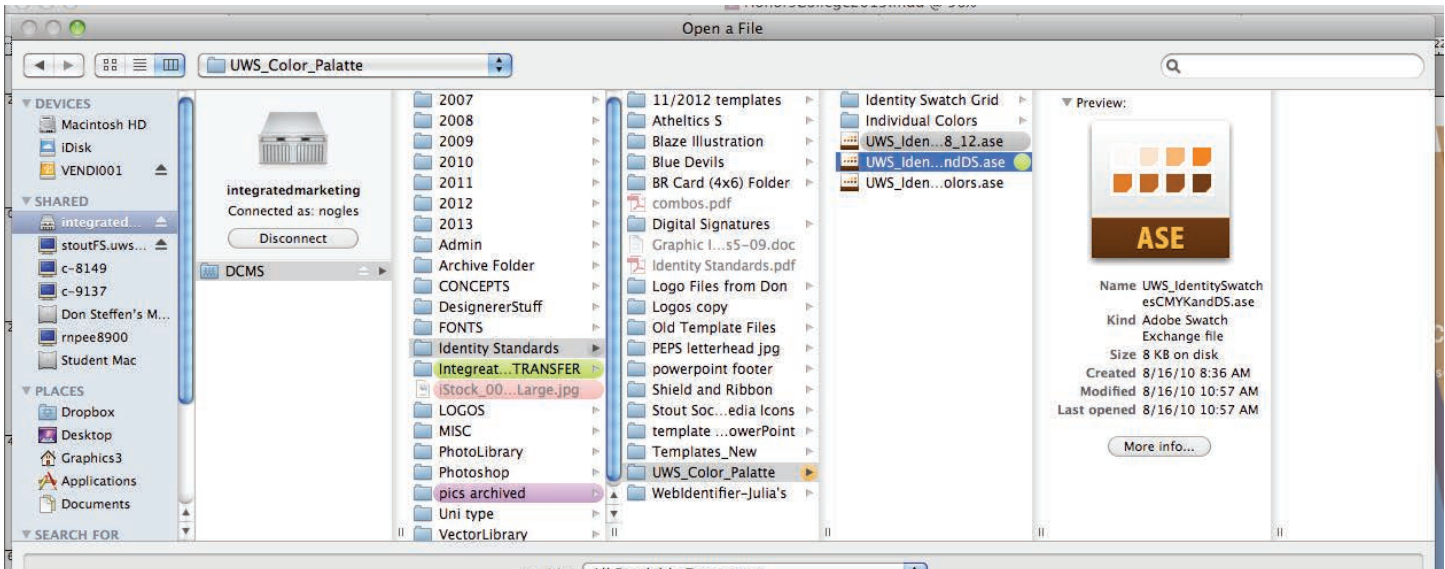 Open a File
UWS_Color_Palatte
DEVICES
Macintosh HD
iDisk
VENDI001
SHARED
integrated...
stoutFS.uws...
c-8149
c-9137
Don Steffen's M...
rnpee8900
Student Mac
PLACES
Dropbox
Desktop
Graphics3
Applications
Documents
SEARCH FOR
integratedmarketing
Connected as: nogles
Disconnect
DCMS
2007
2008
2009
2010
2011
2012
2013
Admin
Archive Folder
CONCEPTS
DesignererStuff
FONTS
Identity Standards
Integreat...TRANSFER
iStock_00...Large.jpg
LOGOS
MISC
PhotoLibrary
Photoshop
pics archived
Uni type
VectorLibrary
11/2012 templates
Atheltics S
Blaze Illustration
Blue Devils
BR Card (4x6) Folder
combos.pdf
Digital Signatures
Graphic I...s5-09.doc
Identity Standards.pdf
Logo Files from Don
Logos copy
Old Template Files
PEPS letterhead jpg
powerpoint footer
Shield and Ribbon
Stout Soc...edia Icons
template ...owerPoint
Templates_New
UWS_Color_Palatte
WebIdentifier-Julia's
Identity Swatch Grid
Individual Colors
UWS_Iden...8_12.ase
UWS_Iden...ndDS.ase
UWS_Iden...olors.ase
Preview:
ASE
Name UWS_IdentitySwatch
esCMYKandDS.ase
Kind Adobe Swatch
Exchange file
Size 8 KB on disk
Created 8/16/10 8:36 AM
Modified 8/16/10 10:57 AM
Last opened 8/16/10 10:57 AM
More info...